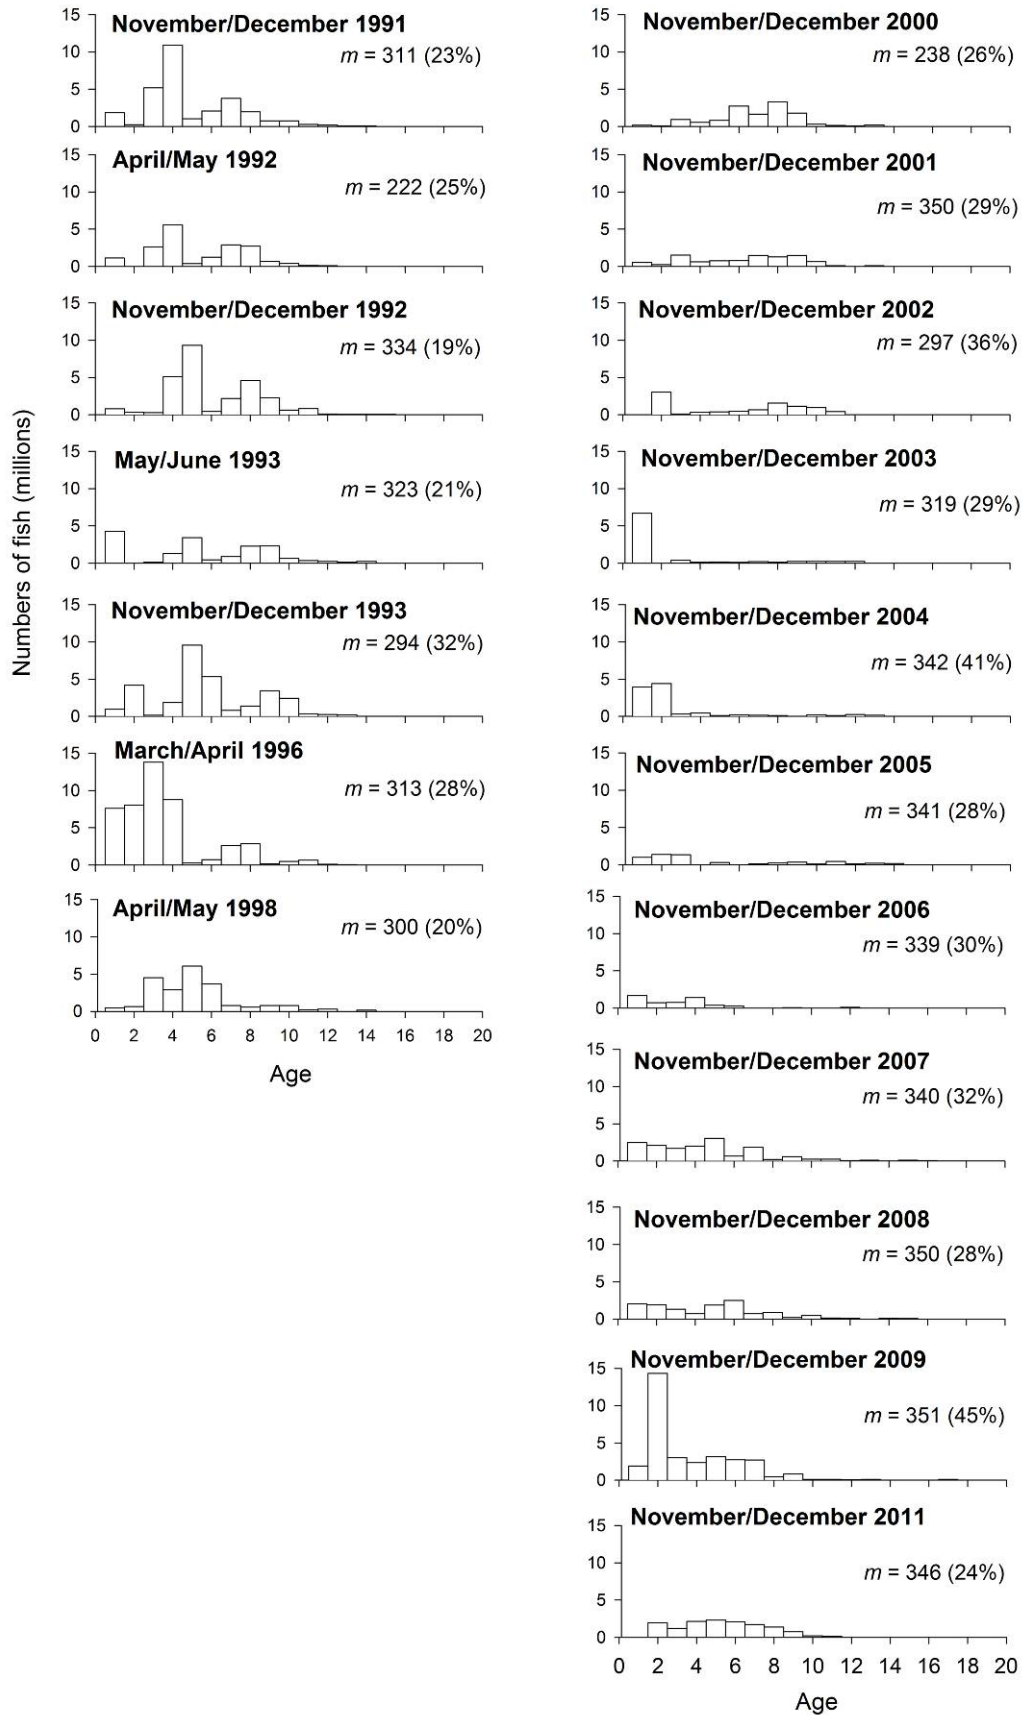 Numbers of fish (millions)
November/December 1991
m = 311 (23%)
15
10
5
0
April/May 1992
m = 222 (25%)
15
10
5
0
November/December 1992
m = 334 (19%)
15
10
5
0
May/June 1993
m = 323 (21%)
15
10
5
0
November/December 1993
m = 294 (32%)
15
10
5
0
March/April 1996
m = 313 (28%)
15
10
5
0
April/May 1998
m = 300 (20%)
15
10
5
0
0 2 4 6 8 10 12 14 16 18 20
Age
November/December 2000
m = 238 (26%)
15
10
5
0
November/December 2001
m = 350 (29%)
15
10
5
0
November/December 2002
m = 297 (36%)
15
10
5
0
November/December 2003
m = 319 (29%)
15
10
5
0
November/December 2004
m = 342 (41%)
15
10
5
0
November/December 2005
m = 341 (28%)
15
10
5
0
November/December 2006
m = 339 (30%)
15
10
5
0
November/December 2007
m = 340 (32%)
15
10
5
0
November/December 2008
m = 350 (28%)
15
10
5
0
November/December 2009
m = 351 (45%)
15
10
5
0
November/December 2011
m = 346 (24%)
15
10
5
0
0 2 4 6 8 10 12 14 16 18 20
Age